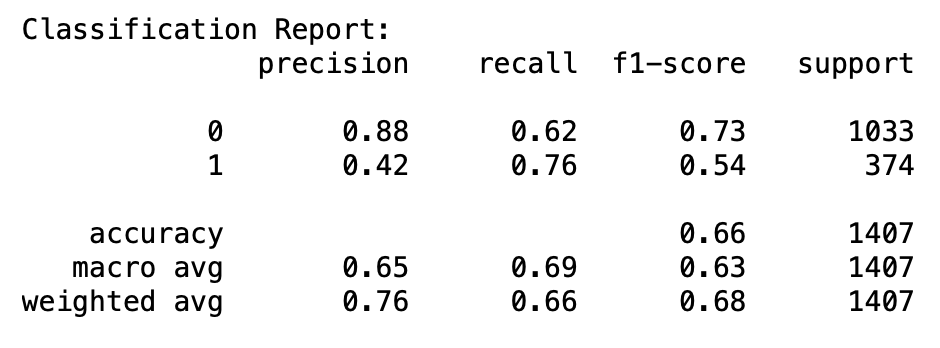 Classification Report:
precision recall f1-score support
0 0.88 0.62 0.73 1033
1 0.42 0.76 0.54 374
accuracy 0.66 1407
macro avg 0.65 0.69 0.63 1407
weighted avg 0.76 0.66 0.68 1407